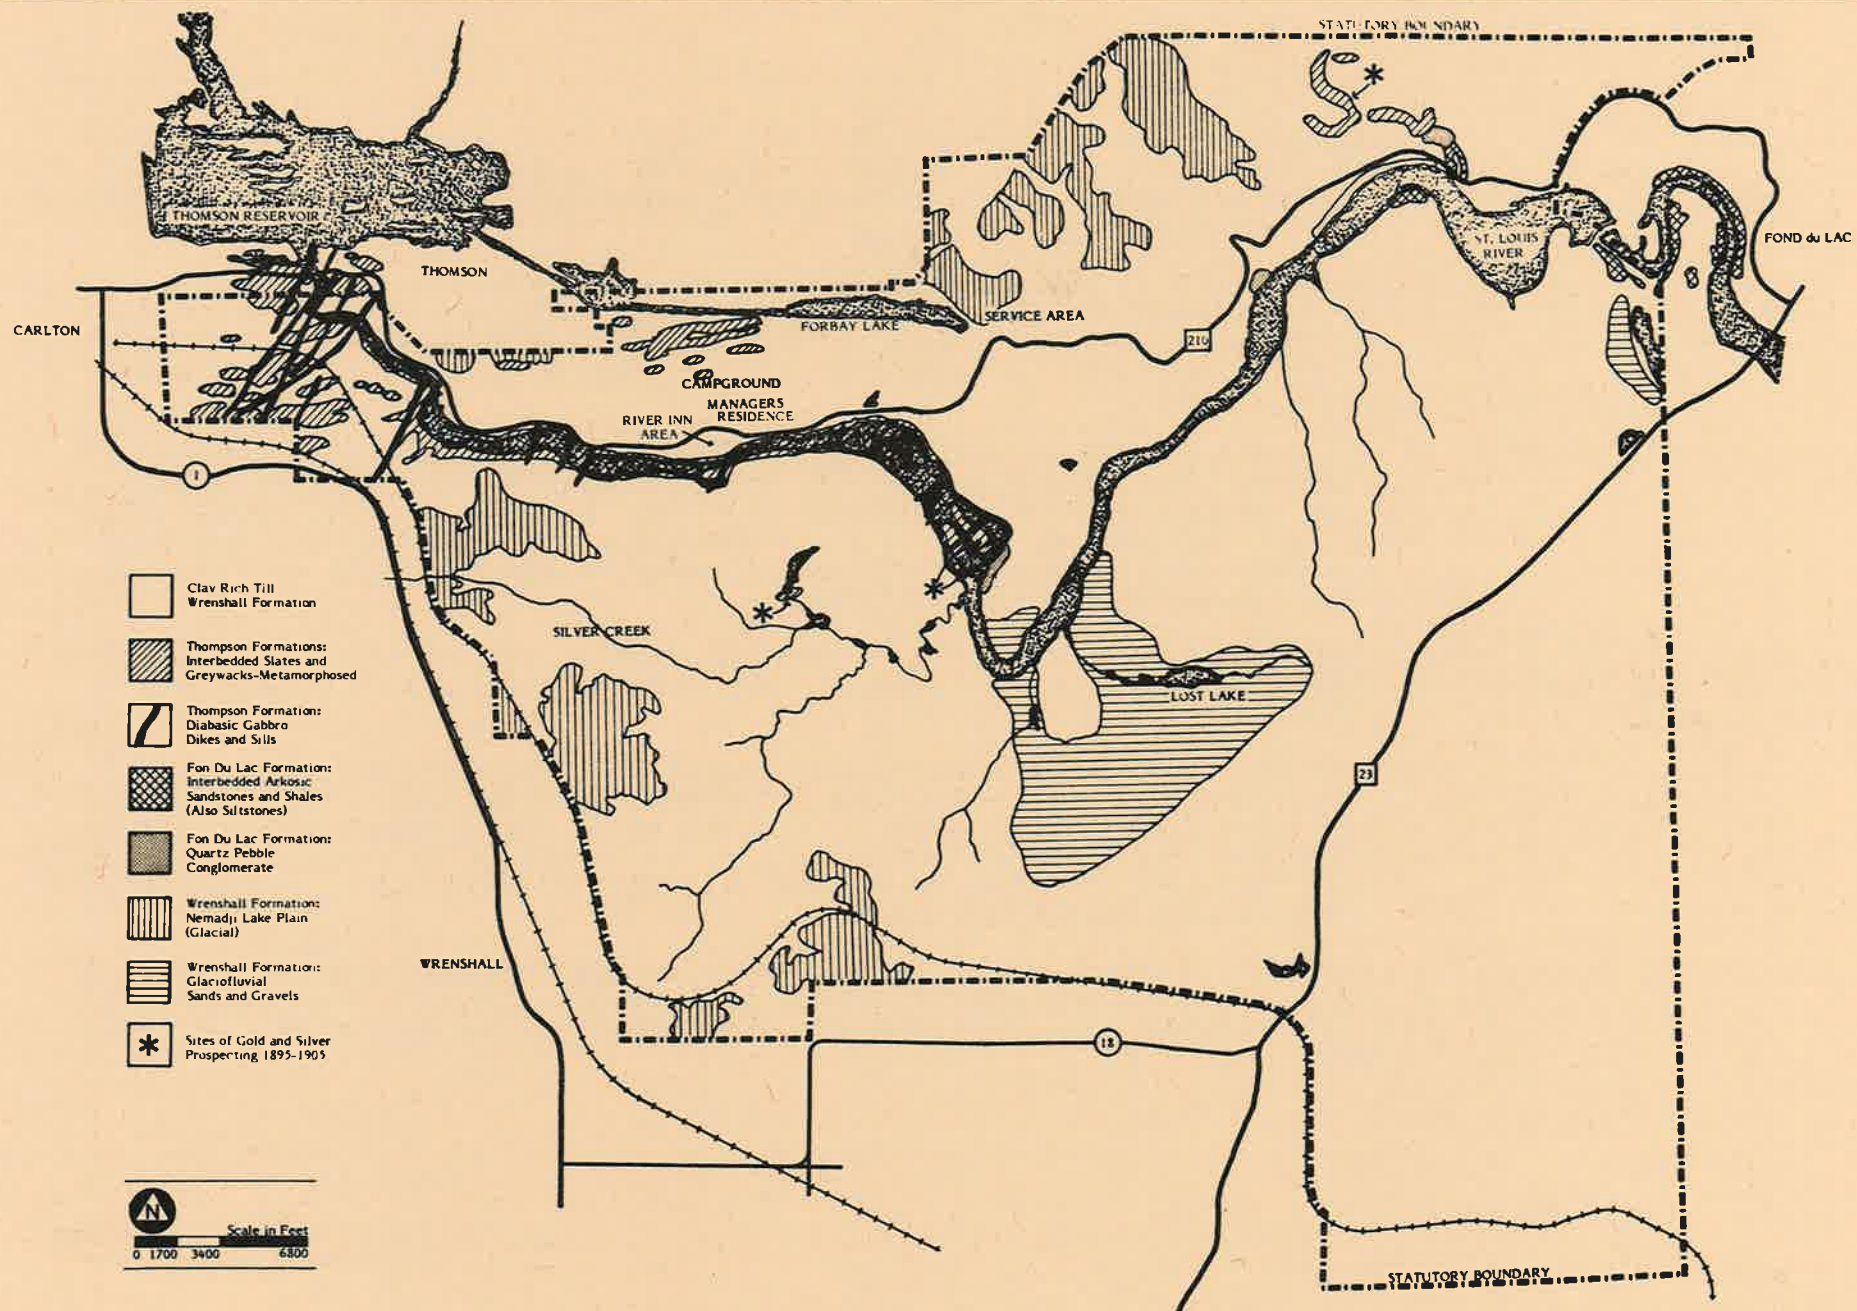 STATUTORY BOUNDARY
THOMSON RESERVOIR
THOMSON
ST. LOUIS
RIVER
FOND du LAC
CARLTON
FORBAY LAKE
SERVICE AREA
210
CAMPGROUND
MANAGERS
RESIDENCE
RIVER INN
AREA
1
SILVER CREEK
LOST LAKE
23
WRENSHALL
18
Clay Rich Till
Wrenshall Formation
Thompson Formations:
Interbedded Slates and
Greywacks-Metamorphosed
Thompson Formation:
Diabasic Gabbro
Dikes and Sills
Fon Du Lac Formation:
Interbedded Arkosic
Sandstones and Shales
(Also Siltstones)
Fon Du Lac Formation:
Quartz Pebble
Conglomerate
Wrenshall Formation:
Nemadji Lake Plain
(Glacial)
Wrenshall Formation:
Glaciofluvial
Sands and Gravels
Sites of Gold and Silver
Prospecting 1895-1905
N
Scale in Feet
0 1700 3400 6800
STATUTORY BOUNDARY